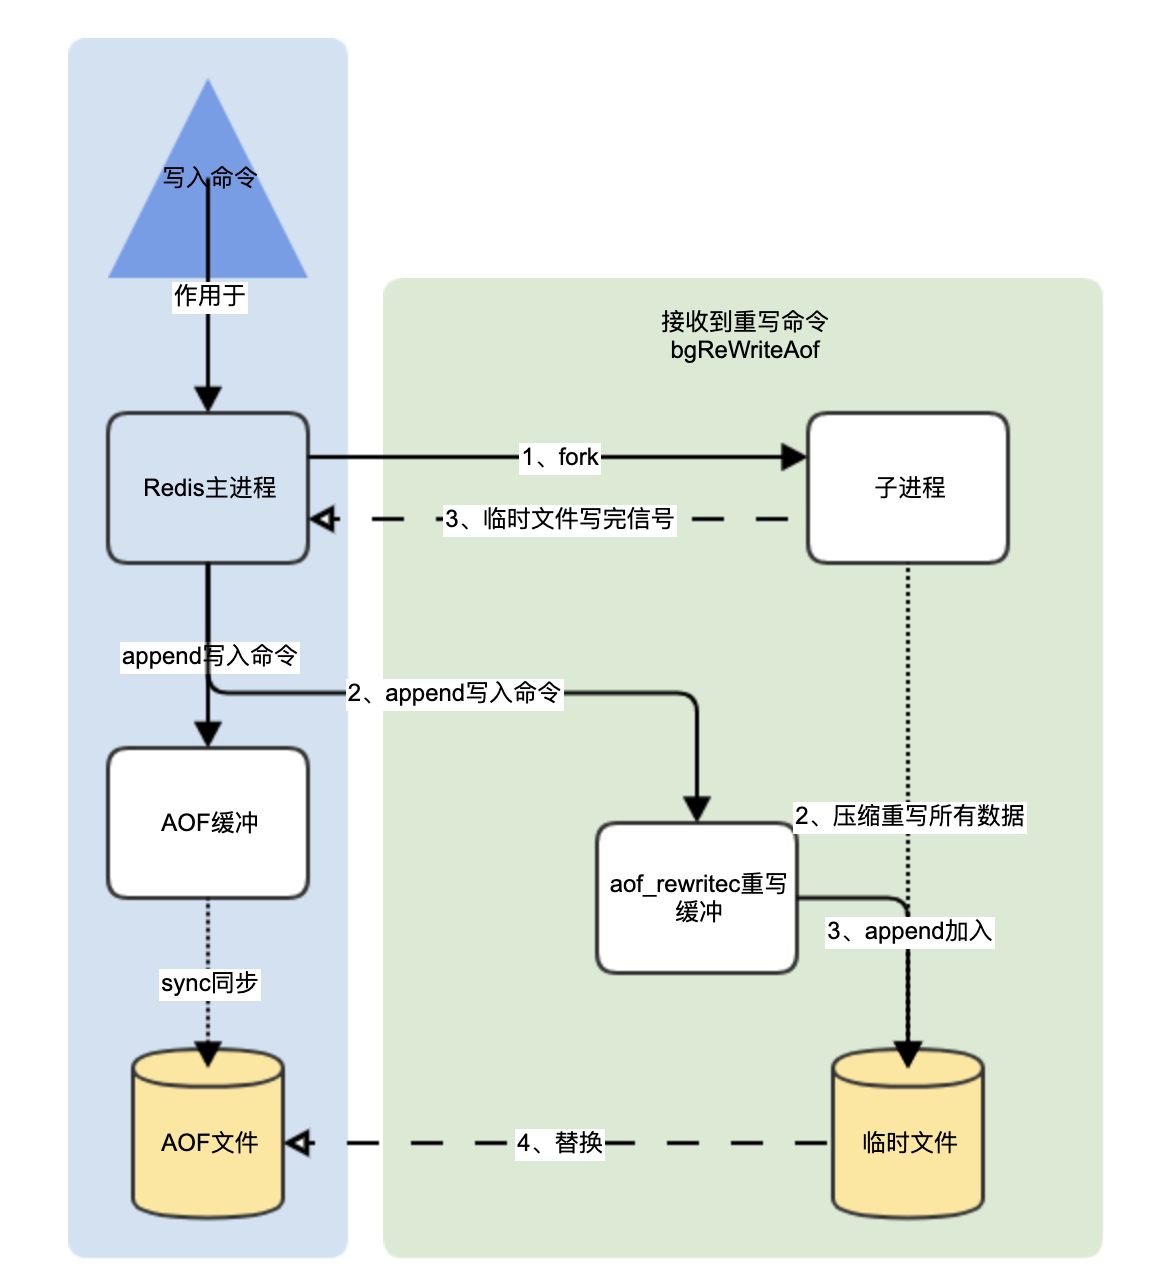 写入命令
作用于
接收到重写命令
bgReWriteAof
Redis主进程
1、fork
子进程
3、临时文件写完信号
append写入命令
2、append写入命令
AOF缓冲
2、压缩重写所有数据
aof_rewritec重写
缓冲
3、append加入
sync同步
AOF文件
4、替换
临时文件